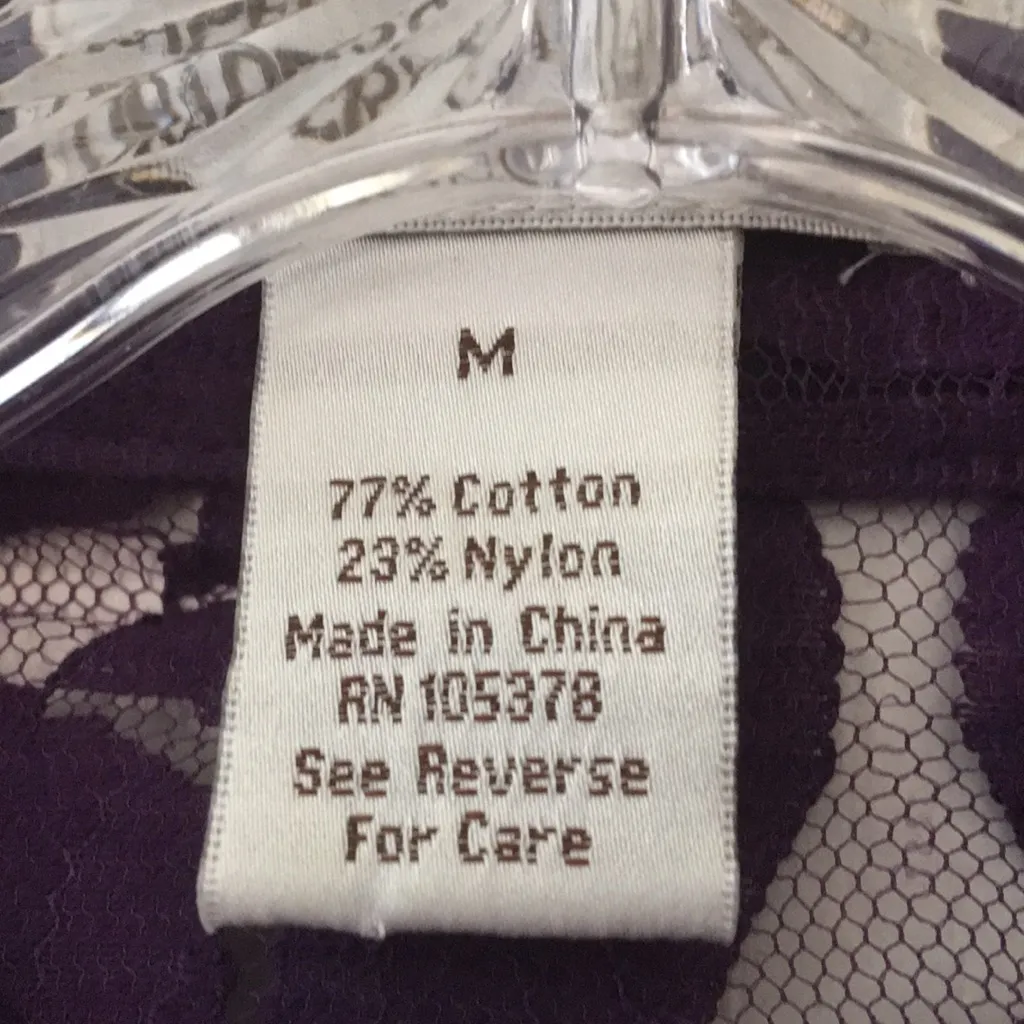 M
77% Cotton
23% Nylon
Made in China
RN 105378
See Reverse
For Care